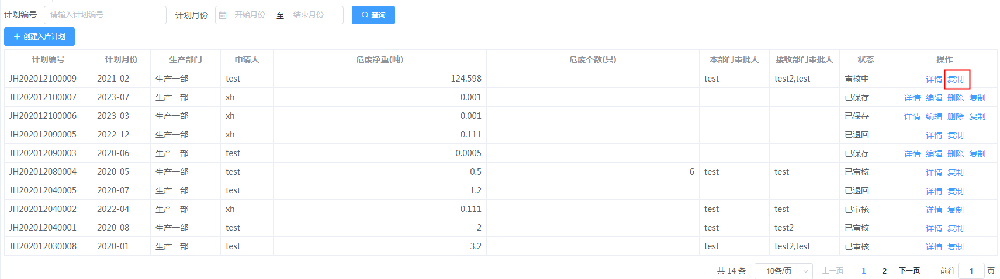 计划编号 请输入计划编号 计划月份 开始月份 至 结束月份 查询
创建入库计划
计划编号 计划月份 生产部门 申请人 危废净重(吨) 危废个数(只) 本部门审批人 接收部门审批人 状态 操作
JH202012100009 2021-02 生产一部 test 124.598 test test2,test 审核中 详情 复制
JH202012100007 2023-07 生产一部 xh 0.001 已保存 详情 编辑 删除 复制
JH202012100006 2023-03 生产一部 xh 0.001 已保存 详情 编辑 删除 复制
JH202012090005 2022-12 生产一部 xh 0.111 已退回 详情 复制
JH202012090003 2020-06 生产一部 test 0.0005 已保存 详情 编辑 删除 复制
JH202012080004 2020-05 生产一部 test 0.5 6 test test 已审核 详情 复制
JH202012040005 2020-07 生产一部 test 1.2 已退回 详情 复制
JH202012040002 2022-04 生产一部 xh 0.111 test test 已审核 详情 复制
JH202012040001 2020-08 生产一部 test 2 test test2 已审核 详情 复制
JH202012030008 2020-01 生产一部 test 3.2 test test2,test 已审核 详情 复制
共 14 条 10条/页 上一页 1 2 下一页 前往 1 页